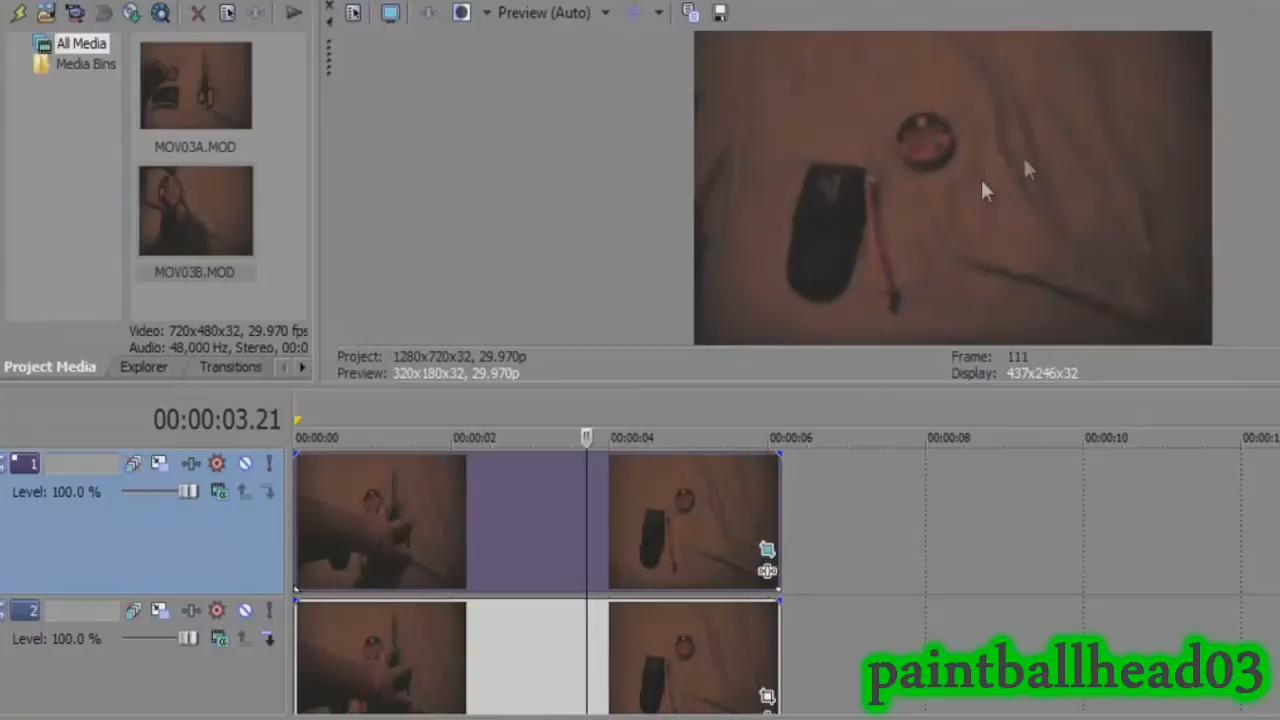 Preview (Auto)
All Media
Media Bins
MOV03A.MOD
MOV03B.MOD
Video: 720x480x32, 29.970 fps
Audio: 48,000 Hz, Stereo, 00:0
Project Media
Explorer
Transitions
Project: 1280x720x32, 29.970p
Preview: 320x180x32, 29.970p
Frame: 111
Display: 437x246x32
00:00:03.21
00:00:00
00:00:02
00:00:04
00:00:06
00:00:08
00:00:10
00:00:1
1
Level: 100.0 %
2
Level: 100.0 %
paintballhead03